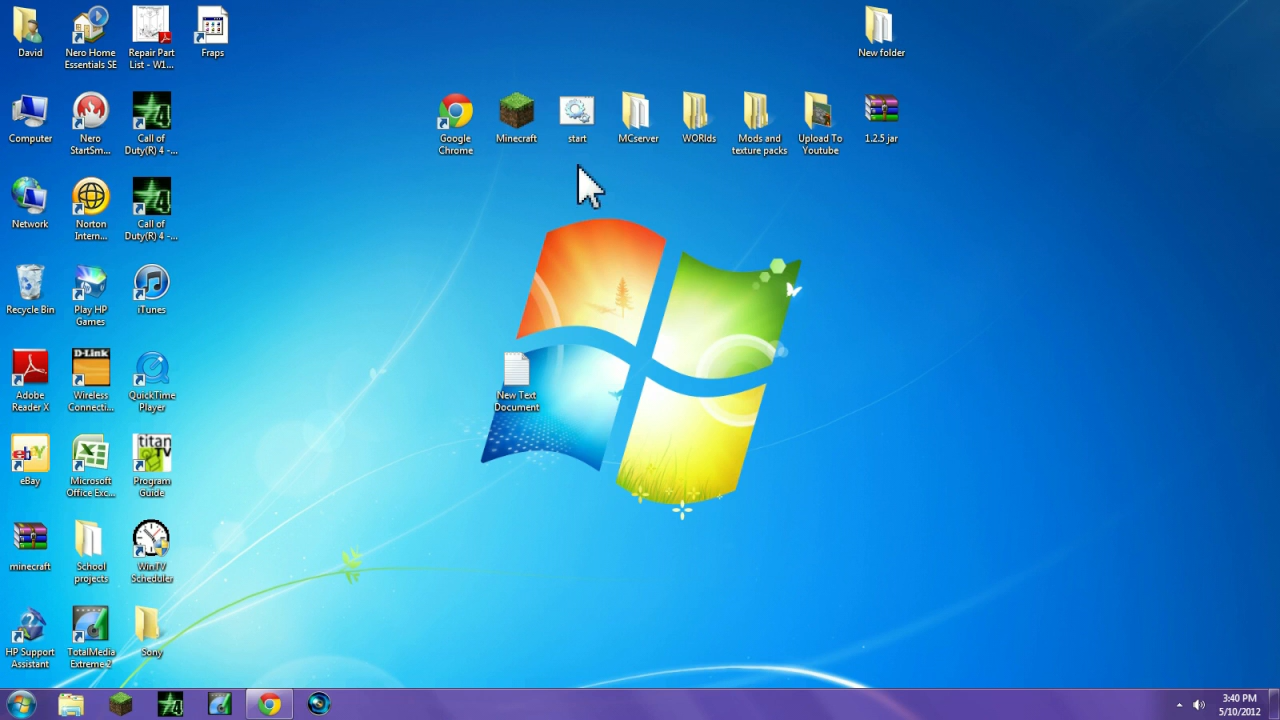 David
Nero Home
Essentials SE
Repair Part
List - W1...
Fraps
New folder
Computer
Nero
StartSm...
Call of
Duty(R) 4 -...
Google
Chrome
Minecraft
start
MCserver
WORlds
Mods and
texture packs
Upload To
Youtube
1.2.5 jar
Network
Norton
Intern...
Call of
Duty(R) 4 -...
Recycle Bin
Play HP
Games
iTunes
Adobe
Reader X
D-Link
Wireless
Connecti...
QuickTime
Player
New Text
Document
ebY
eBay
Microsoft
Office Exc...
titan
TV
Program
Guide
minecraft
School
projects
WinTV
Scheduler
HP Support
Assistant
TotalMedia
Extreme 2
Sony
3:40 PM
5/10/2012